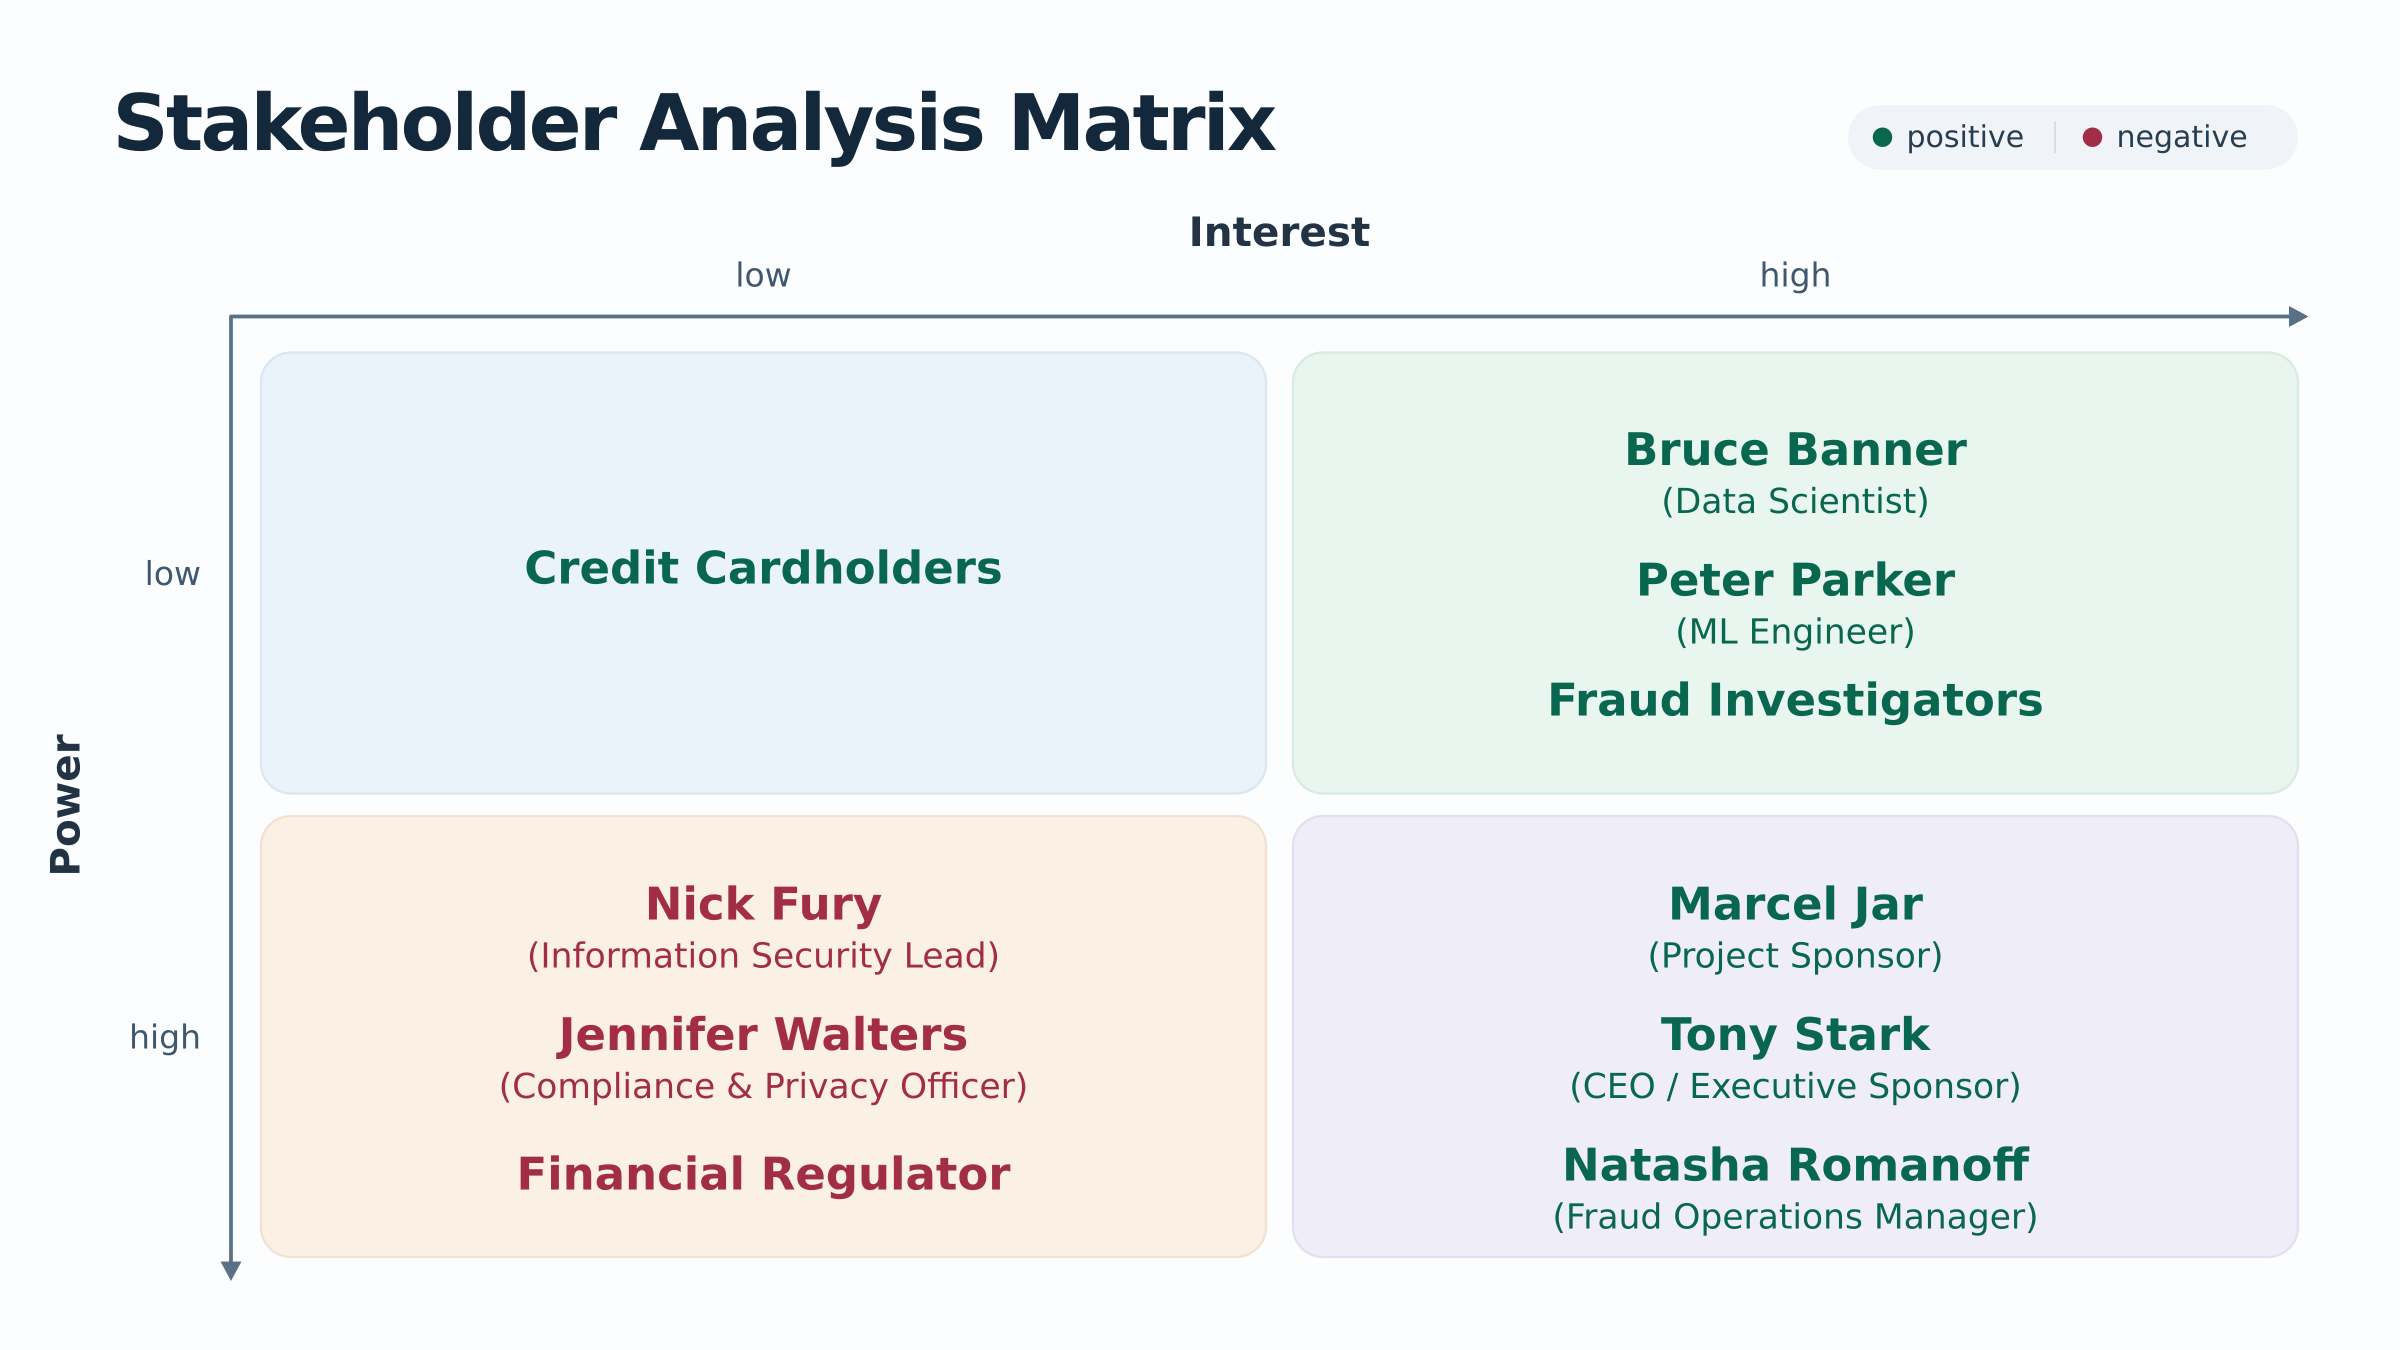 Stakeholder Analysis Matrix
positive
negative
Interest
low
high
low
Credit Cardholders
Bruce Banner
(Data Scientist)
Peter Parker
(ML Engineer)
Fraud Investigators
Power
high
Nick Fury
(Information Security Lead)
Jennifer Walters
(Compliance & Privacy Officer)
Financial Regulator
Marcel Jar
(Project Sponsor)
Tony Stark
(CEO / Executive Sponsor)
Natasha Romanoff
(Fraud Operations Manager)